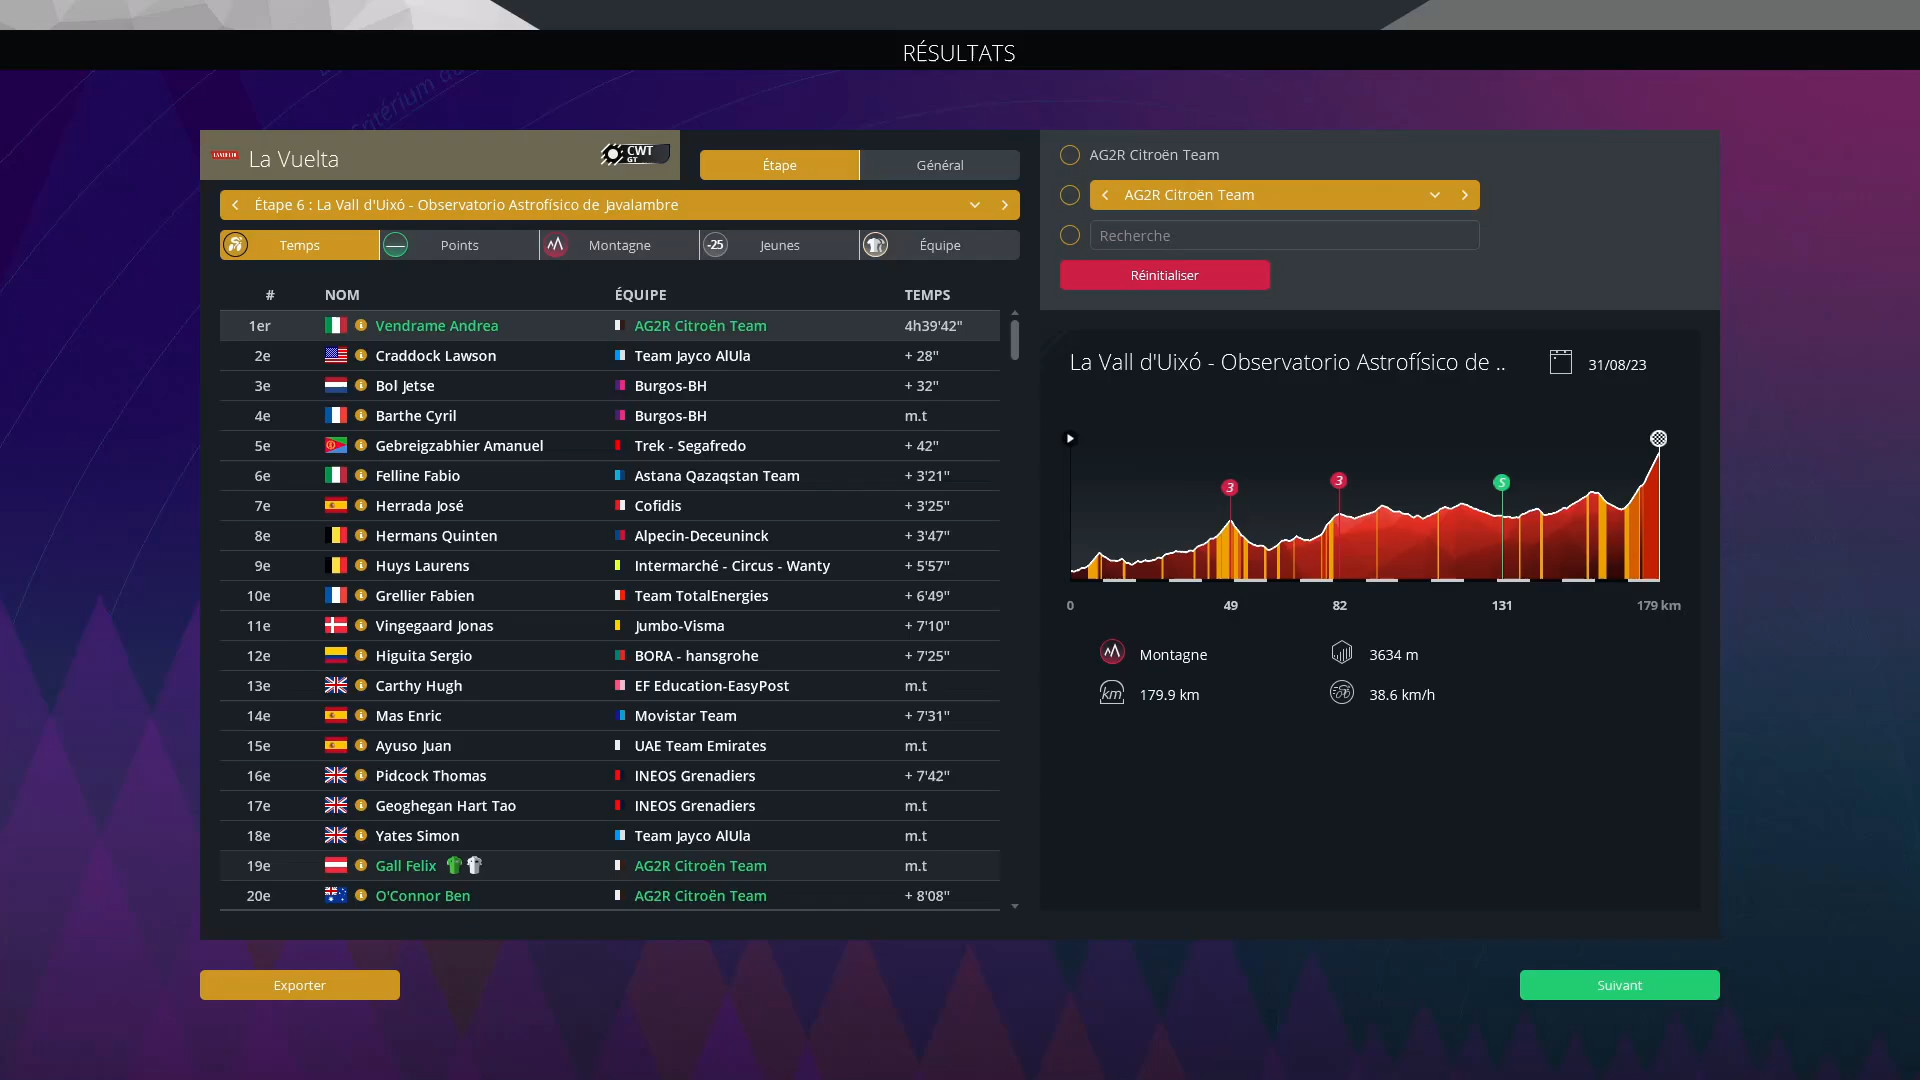 RÉSULTATS
La Vuelta
CWT
GT
Étape
Général
Étape 6 : La Vall d'Uixó - Observatorio Astrofísico de Javalambre
Temps
Points
Montagne
-25
Jeunes
Équipe
# NOM ÉQUIPE TEMPS
1er Vendrame Andrea AG2R Citroën Team 4h39'42''
2e Craddock Lawson Team Jayco AlUla + 28''
3e Bol Jetse Burgos-BH + 32''
4e Barthe Cyril Burgos-BH m.t
5e Gebreigzabhier Amanuel Trek - Segafredo + 42''
6e Felline Fabio Astana Qazaqstan Team + 3'21''
7e Herrada José Cofidis + 3'25''
8e Hermans Quinten Alpecin-Deceuninck + 3'47''
9e Huys Laurens Intermarché - Circus - Wanty + 5'57''
10e Grellier Fabien Team TotalEnergies + 6'49''
11e Vingegaard Jonas Jumbo-Visma + 7'10''
12e Higuita Sergio BORA - hansgrohe + 7'25''
13e Carthy Hugh EF Education-EasyPost m.t
14e Mas Enric Movistar Team + 7'31''
15e Ayuso Juan UAE Team Emirates m.t
16e Pidcock Thomas INEOS Grenadiers + 7'42''
17e Geoghegan Hart Tao INEOS Grenadiers m.t
18e Yates Simon Team Jayco AlUla m.t
19e Gall Felix AG2R Citroën Team m.t
20e O'Connor Ben AG2R Citroën Team + 8'08''
AG2R Citroën Team
AG2R Citroën Team
Recherche
Réinitialiser
La Vall d'Uixó - Observatorio Astrofísico de ..
31/08/23
3
3
S
0 49 82 131 179 km
Montagne
3634 m
km 179.9 km
38.6 km/h
Exporter
Suivant